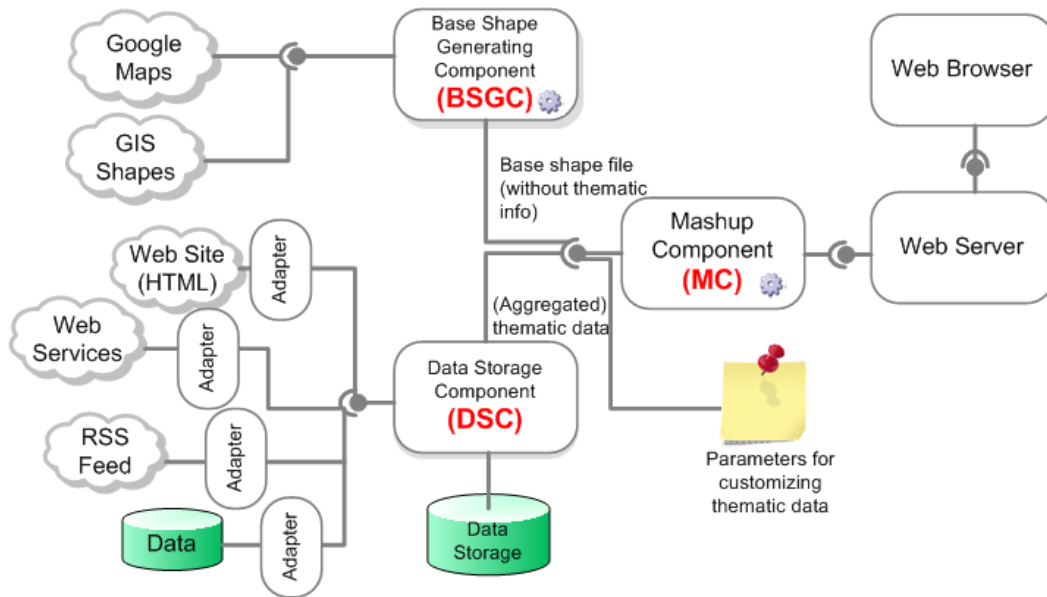 Google
Maps
GIS
Shapes
Base Shape
Generating
Component
(BSGC)
Web Browser
Base shape file
(without thematic
info)
Mashup
Component
(MC)
Web Server
Web Site
(HTML)
Adapter
Web
Services
Adapter
RSS
Feed
Adapter
Data
Adapter
(Aggregated)
thematic data
Data Storage
Component
(DSC)
Data
Storage
Parameters for
customizing
thematic data